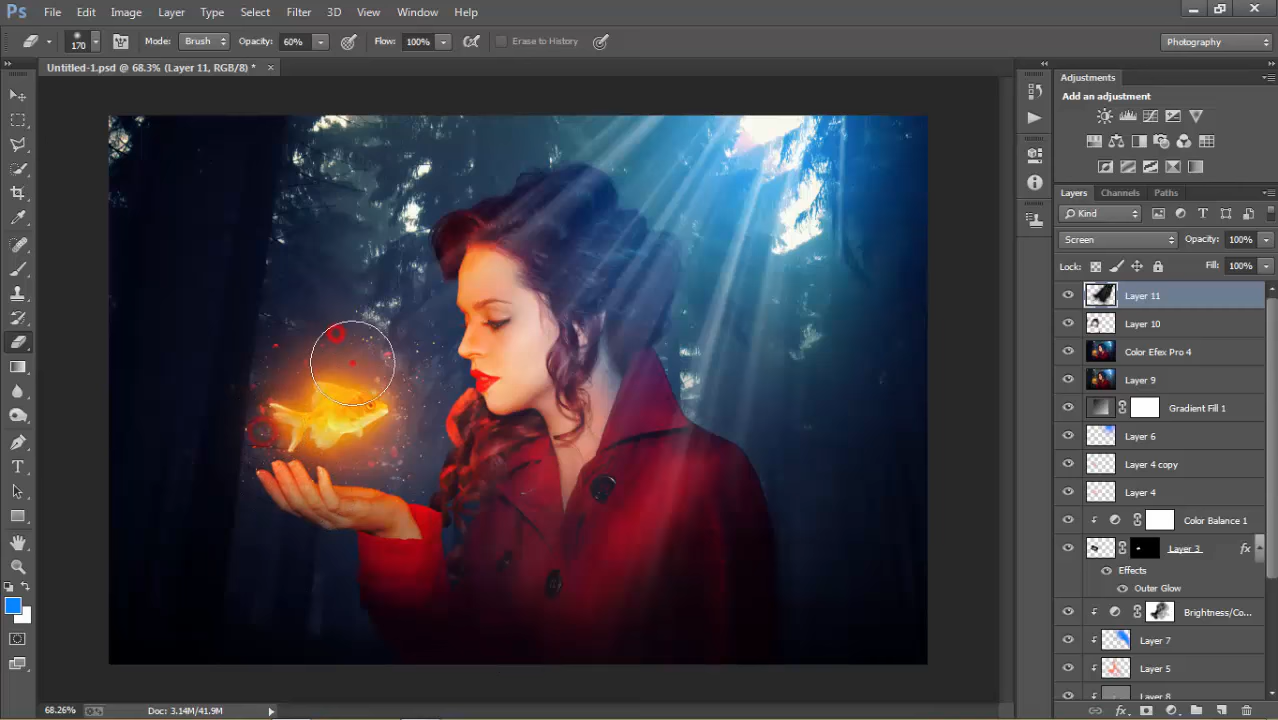 Ps File Edit Image Layer Type Select Filter 3D View Window Help
170 Mode: Brush Opacity: 60% Flow: 100% Erase to History Photography
Untitled-1.psd @ 68.3% (Layer 11, RGB/8) *
Adjustments
Add an adjustment
Layers Channels Paths
Kind
Screen Opacity: 100%
Lock: Fill: 100%
Layer 11
Layer 10
Color Efex Pro 4
Layer 9
Gradient Fill 1
Layer 6
Layer 4 copy
Layer 4
Color Balance 1
Layer 3 fx
Effects
Outer Glow
Brightness/Co...
Layer 7
Layer 5
Layer 8
68.26% Doc: 3.14M/41.9M
fx